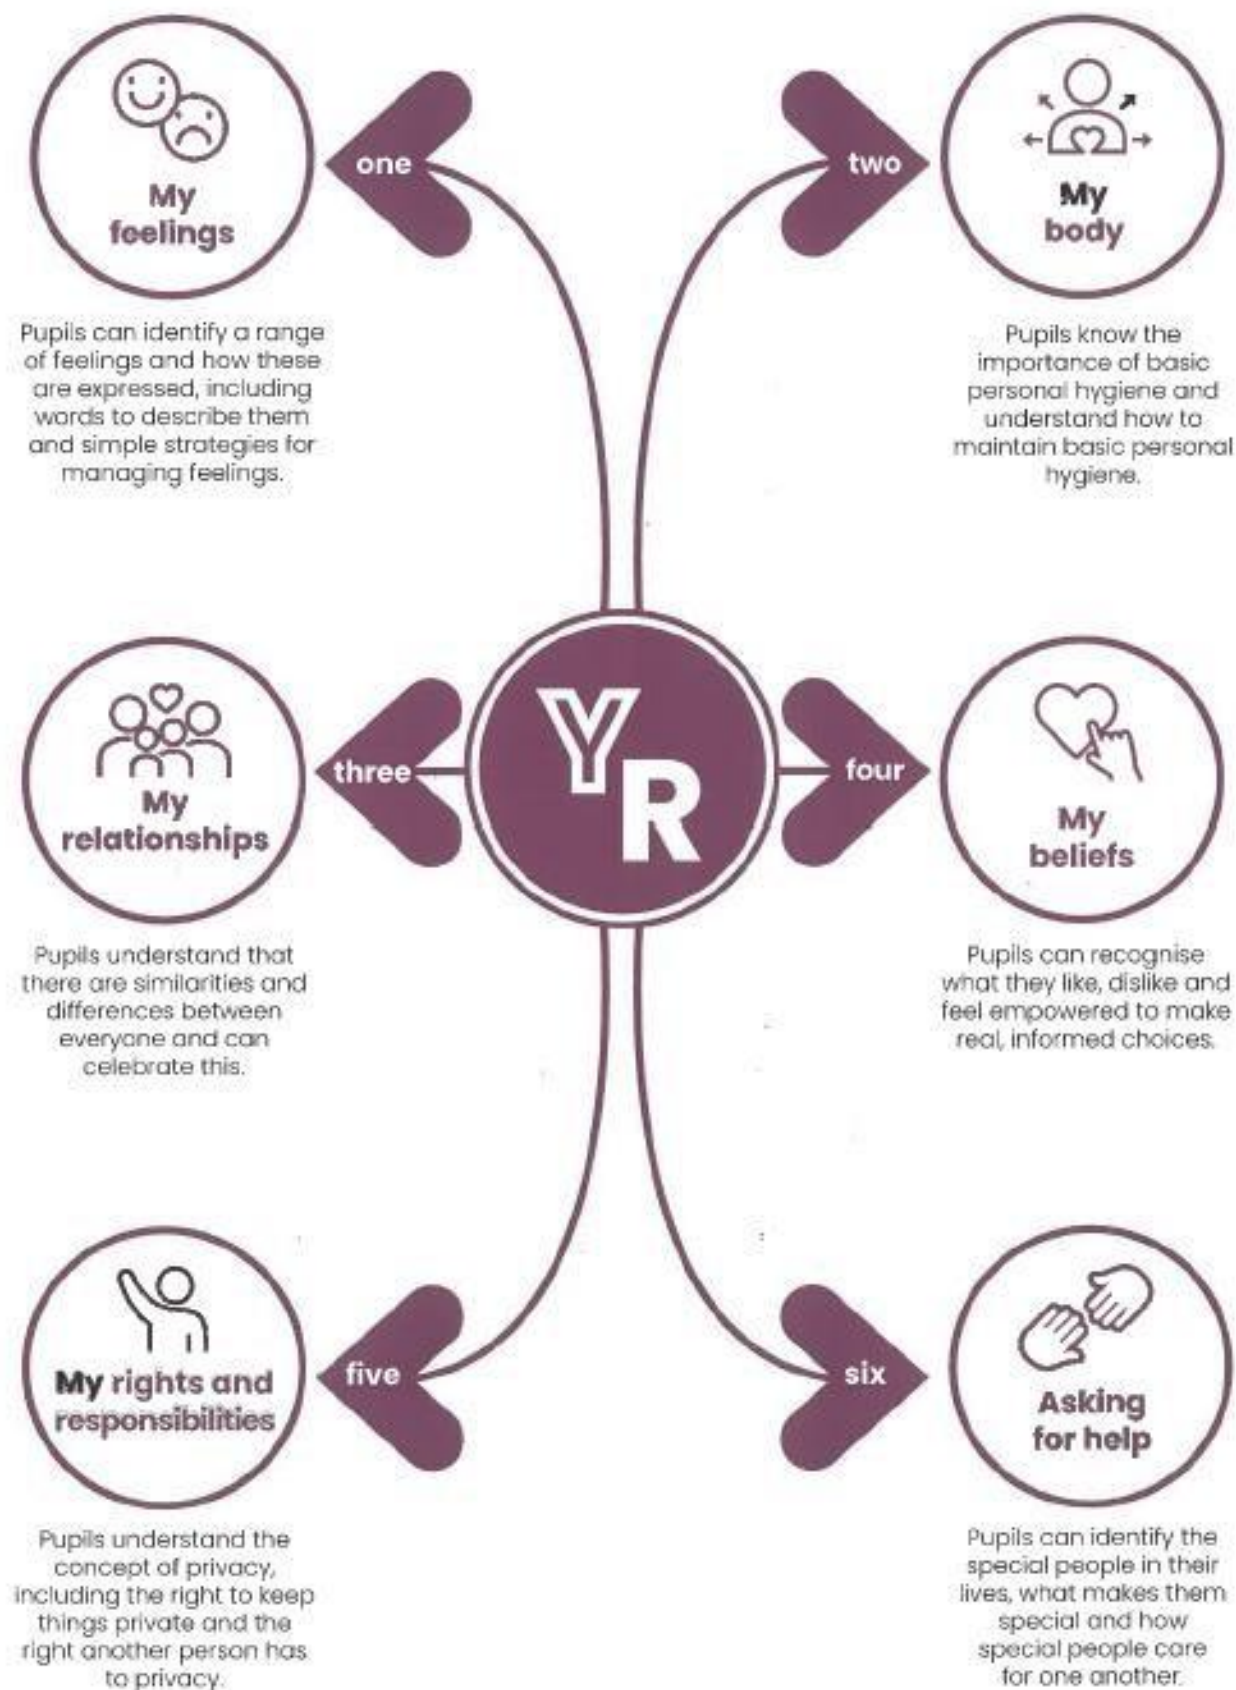 one
My
feelings
Pupils can identify a range
of feelings and how these
are expressed, including
words to describe them
and simple strategies for
managing feelings.
two
My
body
Pupils know the
importance of basic
personal hygiene and
understand how to
maintain basic personal
hygiene.
YR
three
My
relationships
Pupils understand that
there are similarities and
differences between
everyone and can
celebrate this.
four
My
beliefs
Pupils can recognise
what they like, dislike and
feel empowered to make
real, informed choices.
five
My rights and
responsibilities
Pupils understand the
concept of privacy,
including the right to keep
things private and the
right another person has
to privacy.
six
Asking
for help
Pupils can identify the
special people in their
lives, what makes them
special and how
special people care
for one another.